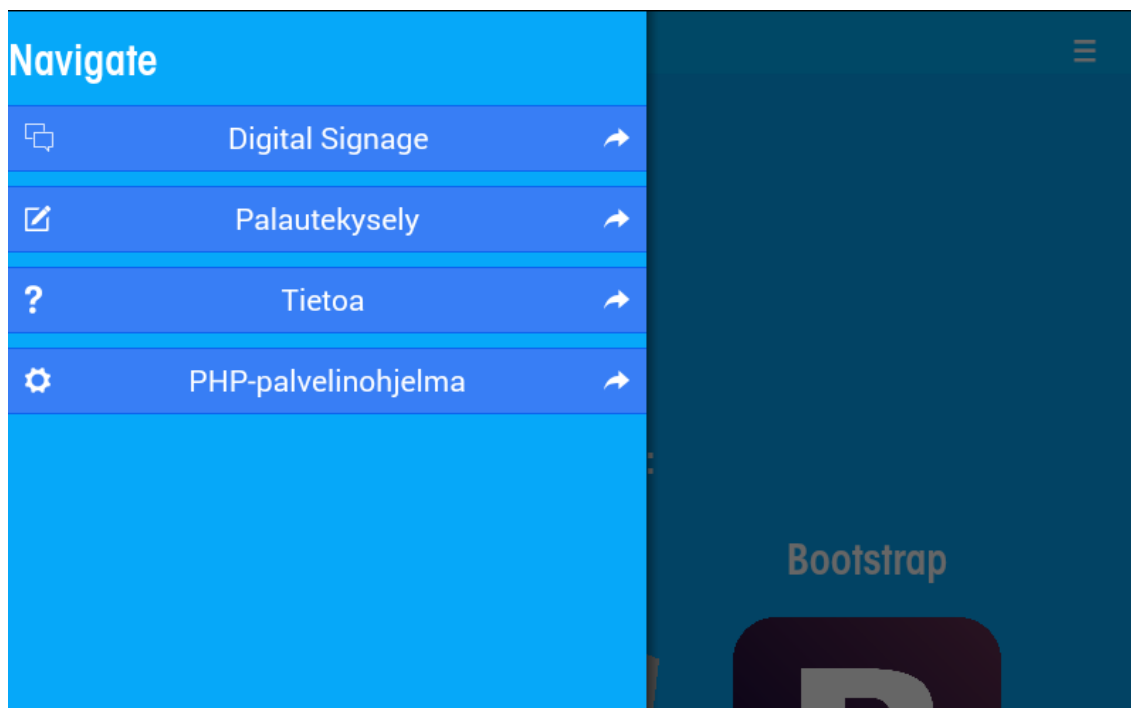 Navigate
Digital Signage
Palautekysely
Tietoa
PHP-palvelinohjelma
:
Bootstrap
B